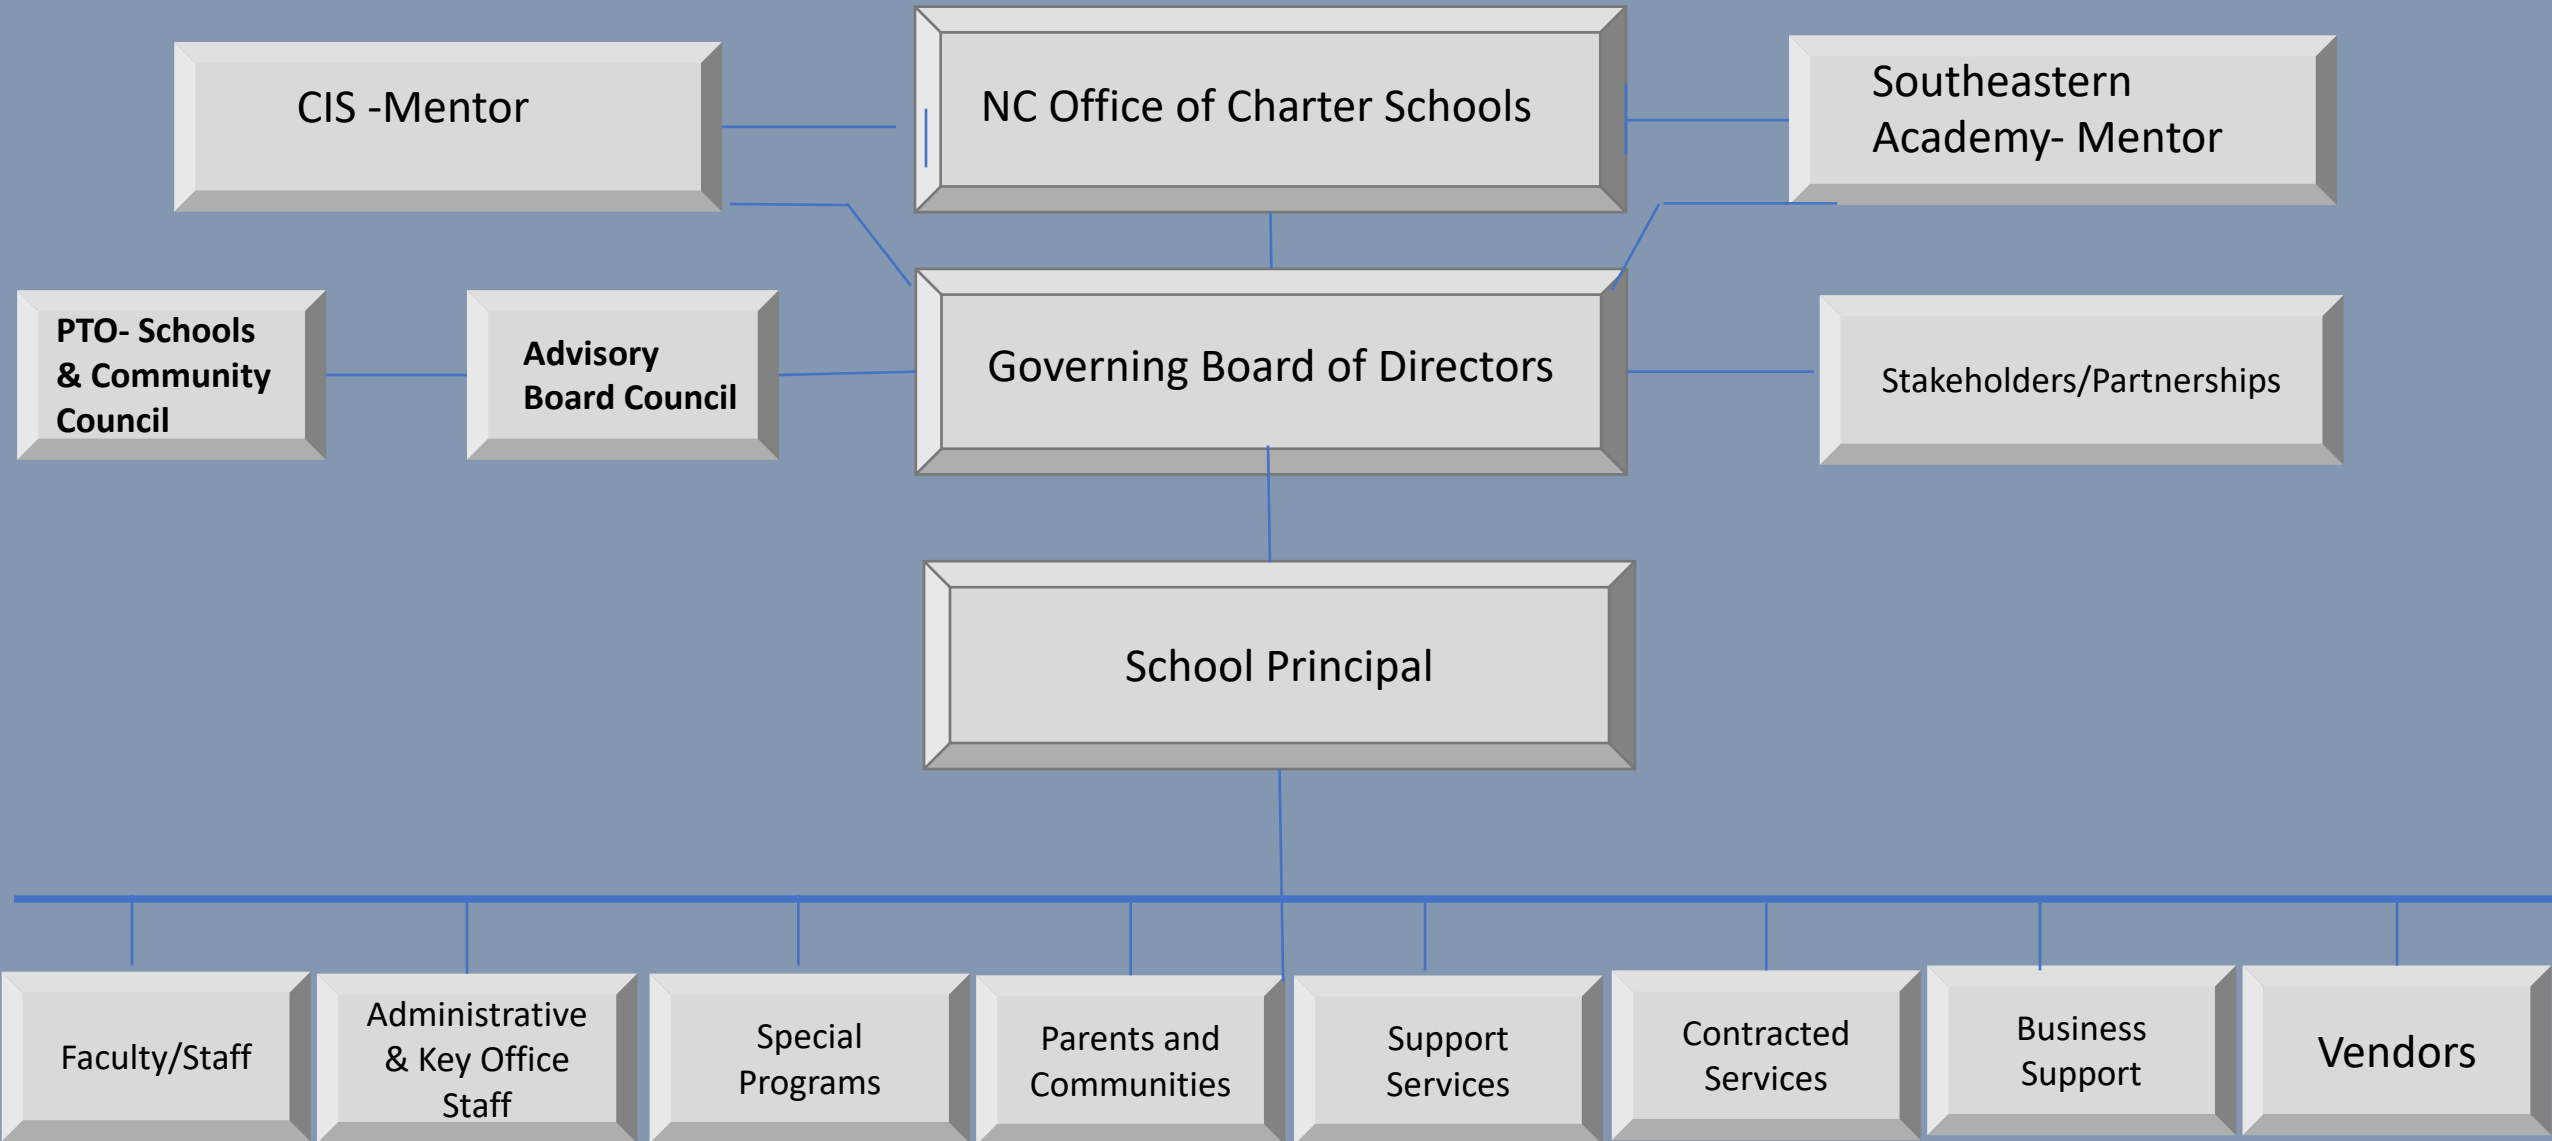 CIS -Mentor
NC Office of Charter Schools
Southeastern
Academy- Mentor
PTO- Schools
& Community
Council
Advisory
Board Council
Governing Board of Directors
Stakeholders/Partnerships
School Principal
Faculty/Staff
Administrative
& Key Office
Staff
Special
Programs
Parents and
Communities
Support
Services
Contracted
Services
Business
Support
Vendors